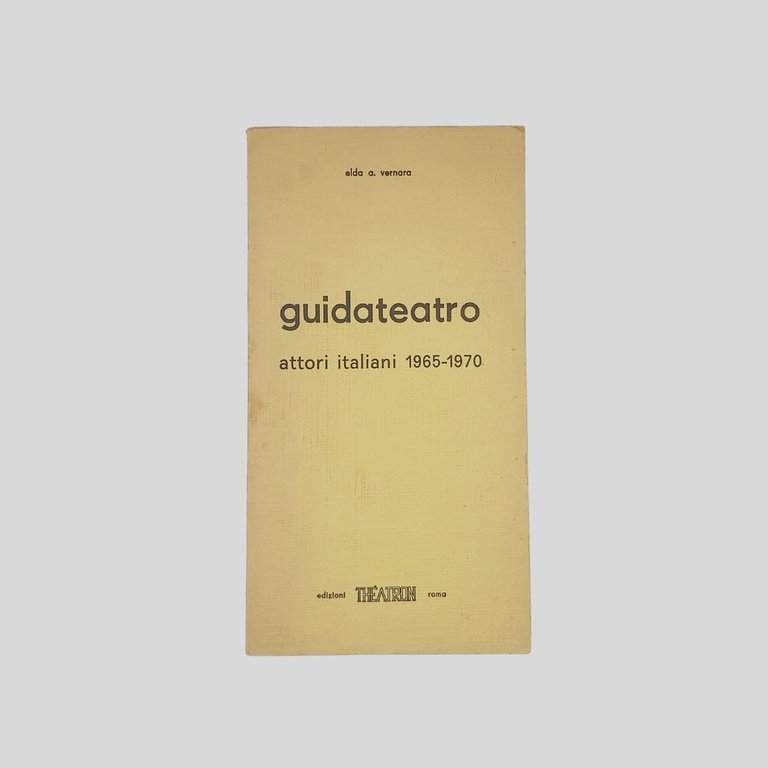 elda a. vernara
guidateatro
attori italiani 1965-1970
edizioni THÉATRON roma